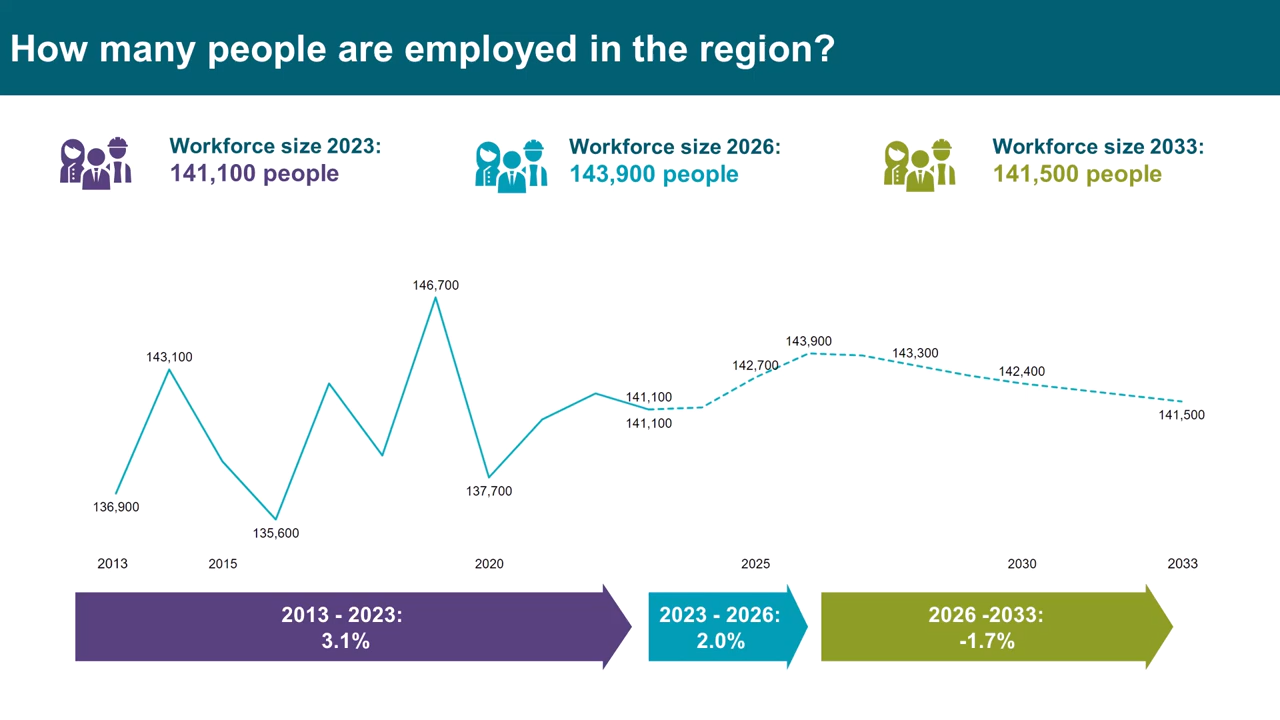 How many people are employed in the region?
Workforce size 2023:
141,100 people
Workforce size 2026:
143,900 people
Workforce size 2033:
141,500 people
146,700
143,100
143,900
143,300
142,700
142,400
141,100
141,100
141,500
137,700
136,900
135,600
2013
2015
2020
2025
2030
2033
2013 - 2023:
3.1%
2023 - 2026:
2.0%
2026 -2033:
-1.7%